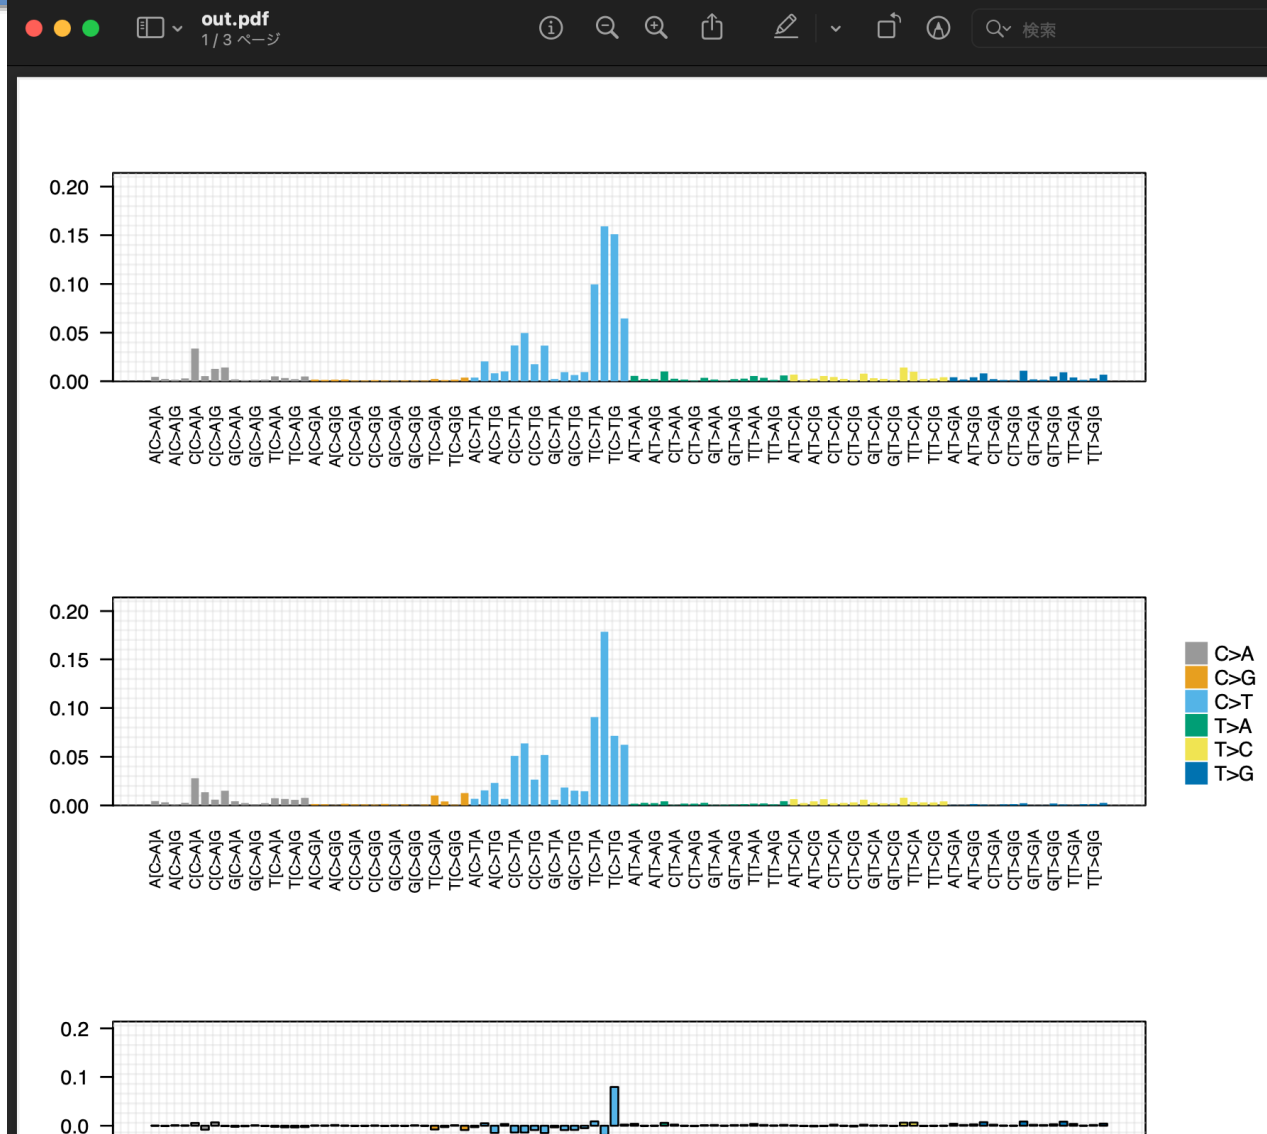 out.pdf
1 / 3 ページ
検索
0.20
0.15
0.10
0.05
0.00
A[C>A]A
A[C>A]G
C[C>A]A
C[C>A]G
G[C>A]A
G[C>A]G
T[C>A]A
T[C>A]G
A[C>G]A
A[C>G]G
C[C>G]A
C[C>G]G
G[C>G]A
G[C>G]G
T[C>G]A
T[C>G]G
A[C>T]A
A[C>T]G
C[C>T]A
C[C>T]G
G[C>T]A
G[C>T]G
T[C>T]A
T[C>T]G
A[T>A]A
A[T>A]G
C[T>A]A
C[T>A]G
G[T>A]A
G[T>A]G
T[T>A]A
T[T>A]G
A[T>C]A
A[T>C]G
C[T>C]A
C[T>C]G
G[T>C]A
G[T>C]G
T[T>C]A
T[T>C]G
A[T>G]A
A[T>G]G
C[T>G]A
C[T>G]G
G[T>G]A
G[T>G]G
T[T>G]A
T[T>G]G
0.20
0.15
0.10
0.05
0.00
A[C>A]A
A[C>A]G
C[C>A]A
C[C>A]G
G[C>A]A
G[C>A]G
T[C>A]A
T[C>A]G
A[C>G]A
A[C>G]G
C[C>G]A
C[C>G]G
G[C>G]A
G[C>G]G
T[C>G]A
T[C>G]G
A[C>T]A
A[C>T]G
C[C>T]A
C[C>T]G
G[C>T]A
G[C>T]G
T[C>T]A
T[C>T]G
A[T>A]A
A[T>A]G
C[T>A]A
C[T>A]G
G[T>A]A
G[T>A]G
T[T>A]A
T[T>A]G
A[T>C]A
A[T>C]G
C[T>C]A
C[T>C]G
G[T>C]A
G[T>C]G
T[T>C]A
T[T>C]G
A[T>G]A
A[T>G]G
C[T>G]A
C[T>G]G
G[T>G]A
G[T>G]G
T[T>G]A
T[T>G]G
C>A
C>G
C>T
T>A
T>C
T>G
0.2
0.1
0.0